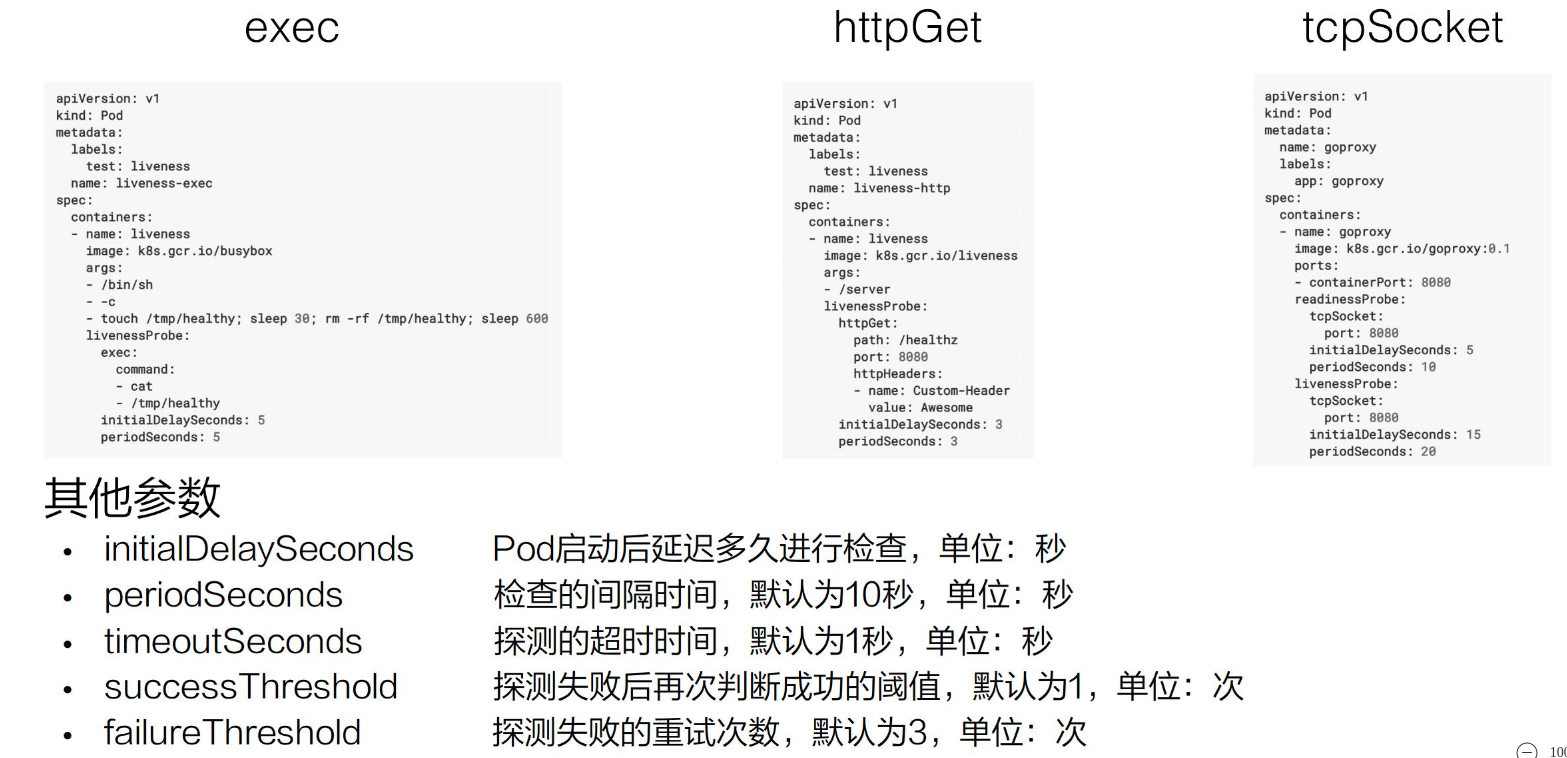 exec
apiVersion: v1
kind: Pod
metadata:
  labels:
    test: liveness
  name: liveness-exec
spec:
  containers:
  - name: liveness
    image: k8s.gcr.io/busybox
    args:
    - /bin/sh
    - -c
    - touch /tmp/healthy; sleep 30; rm -rf /tmp/healthy; sleep 600
    livenessProbe:
      exec:
        command:
        - cat
        - /tmp/healthy
      initialDelaySeconds: 5
      periodSeconds: 5
httpGet
apiVersion: v1
kind: Pod
metadata:
  labels:
    test: liveness
  name: liveness-http
spec:
  containers:
  - name: liveness
    image: k8s.gcr.io/liveness
    args:
    - /server
    livenessProbe:
      httpGet:
        path: /healthz
        port: 8080
        httpHeaders:
        - name: Custom-Header
          value: Awesome
      initialDelaySeconds: 3
      periodSeconds: 3
tcpSocket
apiVersion: v1
kind: Pod
metadata:
  name: goproxy
  labels:
    app: goproxy
spec:
  containers:
  - name: goproxy
    image: k8s.gcr.io/goproxy:0.1
    ports:
    - containerPort: 8080
    readinessProbe:
      tcpSocket:
        port: 8080
      initialDelaySeconds: 5
      periodSeconds: 10
    livenessProbe:
      tcpSocket:
        port: 8080
      initialDelaySeconds: 15
      periodSeconds: 20
其他参数
• initialDelaySeconds Pod启动后延迟多久进行检查，单位：秒
• periodSeconds 检查的间隔时间，默认为10秒，单位：秒
• timeoutSeconds 探测的超时时间，默认为1秒，单位：秒
• successThreshold 探测失败后再次判断成功的阈值，默认为1，单位：次
• failureThreshold 探测失败的重试次数，默认为3，单位：次